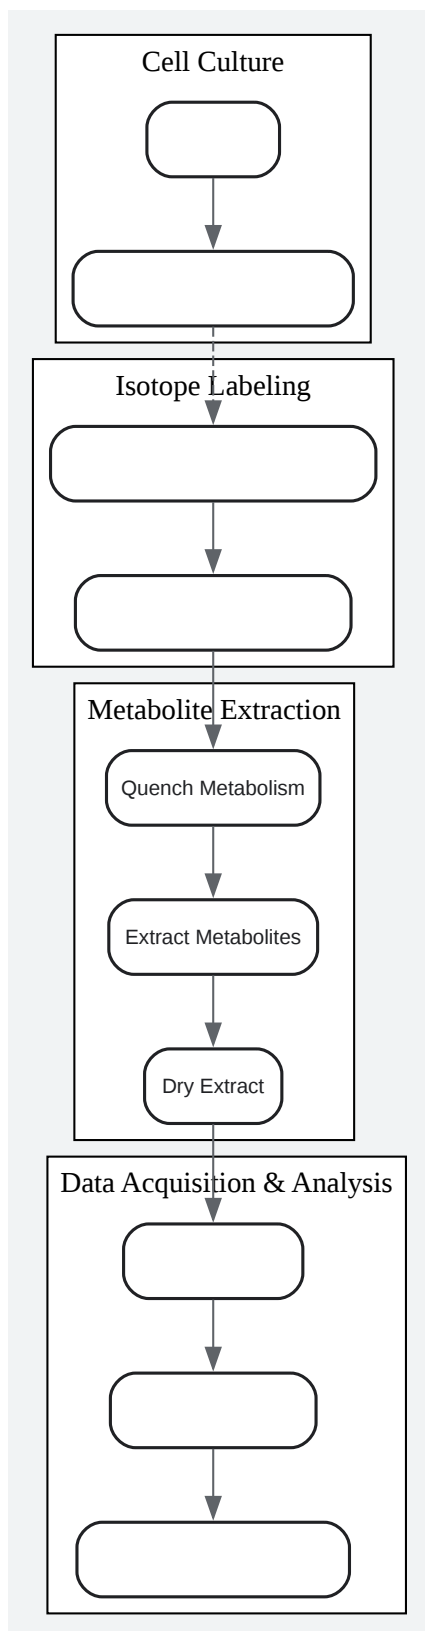 Cell Culture
Isotope Labeling
Metabolite Extraction
Quench Metabolism
Extract Metabolites
Dry Extract
Data Acquisition & Analysis